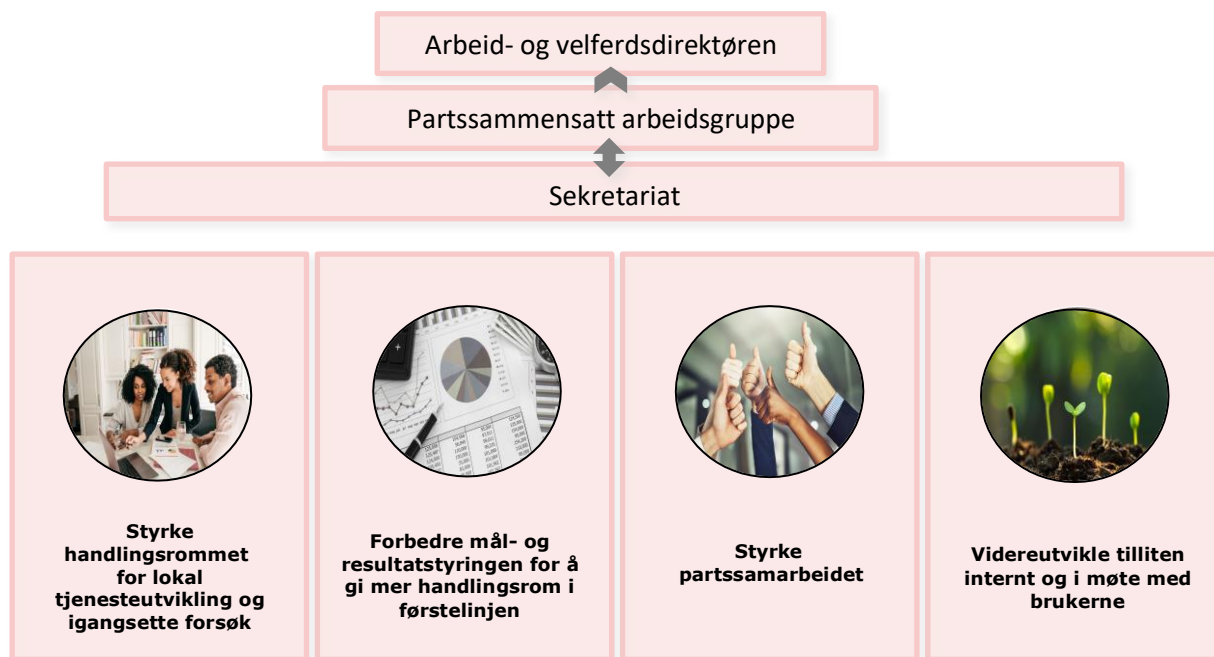 Arbeid- og velferdsdirektøren
Partssammensatt arbeidsgruppe
Sekretariat
Styrke
handlingsrommet
for lokal
tjenesteutvikling og
igangsette forsøk
Forbedre mål- og
resultatstyringen for å
gi mer handlingsrom i
førstelinjen
Styrke
partssamarbeidet
Videreutvikle tilliten
internt og i møte med
brukerne